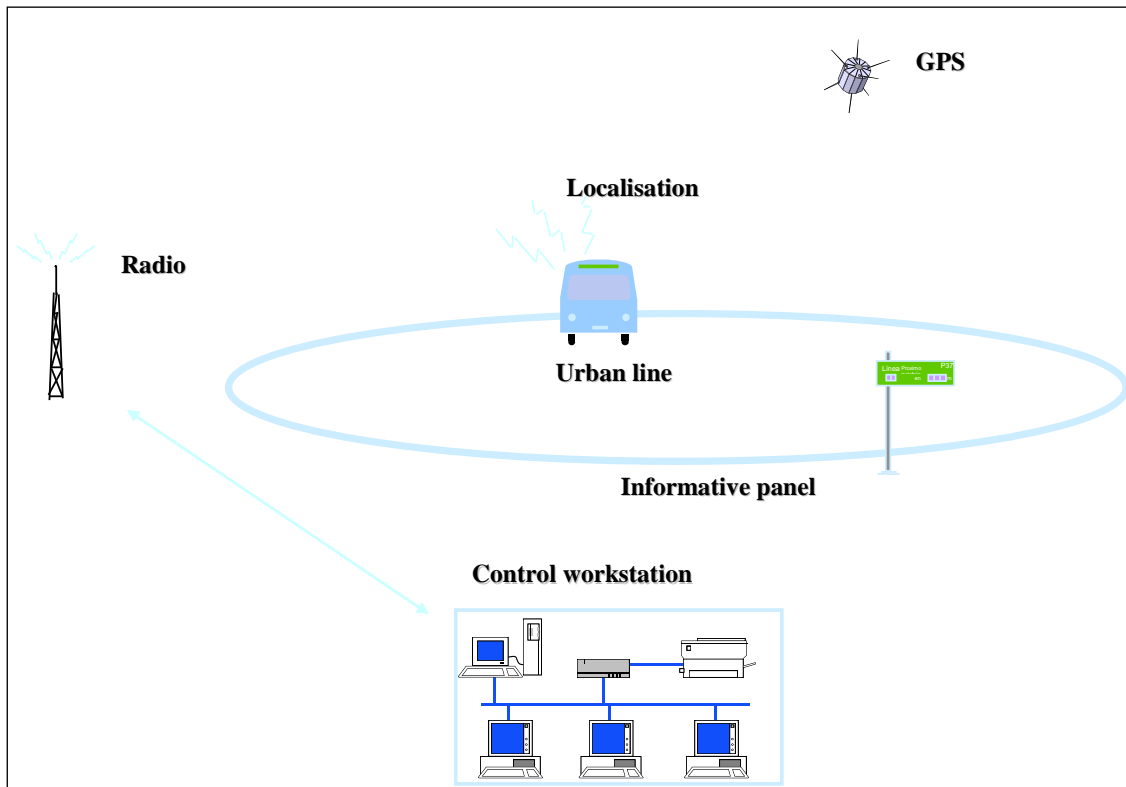 GPS
Localisation
Radio
Urban line
Linea
P37
Informative panel
Control workstation